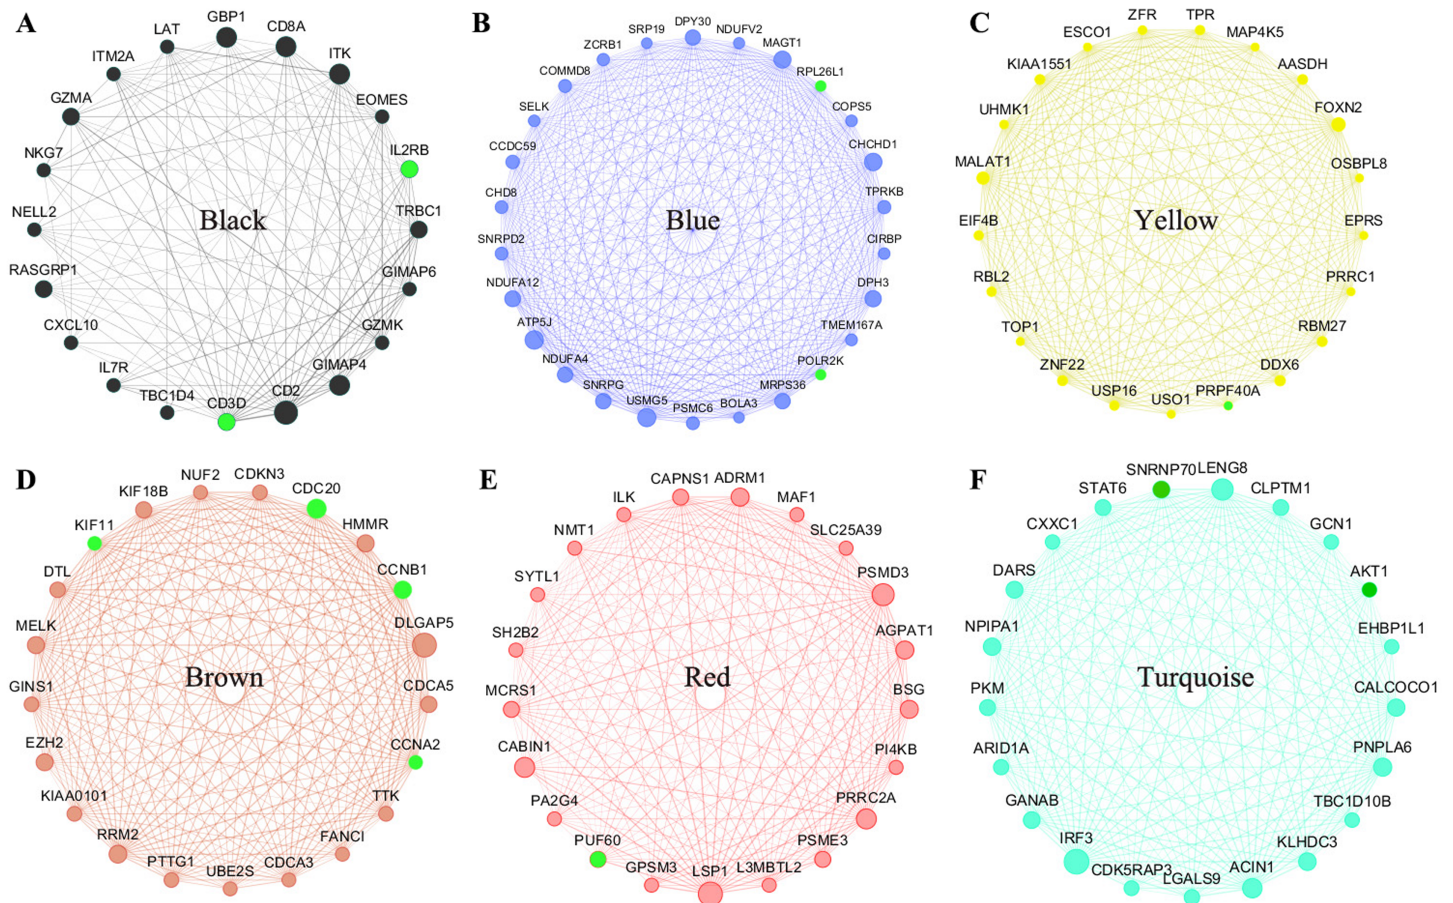 A
GBP1
CD8A
LAT
ITK
ITM2A
EOMES
GZMA
IL2RB
NKG7
TRBC1
NELL2
Black
GIMAP6
RASGRP1
GZMK
CXCL10
GIMAP4
IL7R
CD2
TBC1D4
CD3D
B
DPY30
SRP19
NDUFV2
ZCRB1
MAGT1
COMMD8
RPL26L1
SELK
COPS5
CCDC59
CHCHD1
CHD8
TPRKB
Blue
SNRPD2
CIRBP
NDUFA12
DPH3
ATP5J
TMEM167A
NDUFA4
POLR2K
SNRPG
MRPS36
USMG5
PSMC6
BOLA3
C
ZFR
TPR
ESCO1
MAP4K5
KIAA1551
AASDH
UHMK1
FOXN2
MALAT1
OSBPL8
Yellow
EIF4B
EPRS
RBL2
PRRC1
TOP1
RBM27
ZNF22
DDX6
USP16
PRPF40A
USO1
D
NUF2
CDKN3
KIF18B
CDC20
KIF11
HMMR
DTL
CCNB1
MELK
DLGAP5
Brown
GINS1
CDCA5
EZH2
CCNA2
KIAA0101
TTK
RRM2
FANCI
PTTG1
CDCA3
UBE2S
E
CAPNS1
ADRM1
ILK
MAF1
NMT1
SLC25A39
SYTL1
PSMD3
SH2B2
AGPAT1
Red
MCRS1
BSG
CABIN1
PI4KB
PA2G4
PRRC2A
PUF60
PSME3
GPSM3
L3MBTL2
LSP1
F
SNRNP70
LENG8
STAT6
CLPTM1
CXXC1
GCN1
DARS
AKT1
NPIPA1
EHBP1L1
Turquoise
PKM
CALCOCO1
ARID1A
PNPLA6
GANAB
TBC1D10B
IRF3
KLHDC3
CDK5RAP3
ACIN1
LGALS9